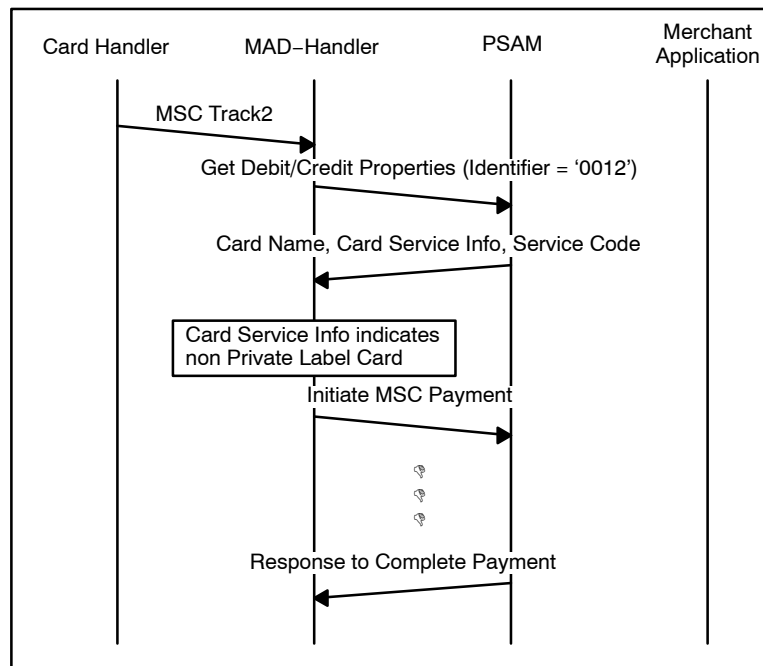 Card Handler
MAD−Handler
PSAM
Merchant
Application
MSC Track2
Get Debit/Credit Properties (Identifier = ‘0012’)
Card Name, Card Service Info, Service Code
Card Service Info indicates
non Private Label Card
Initiate MSC Payment
Response to Complete Payment